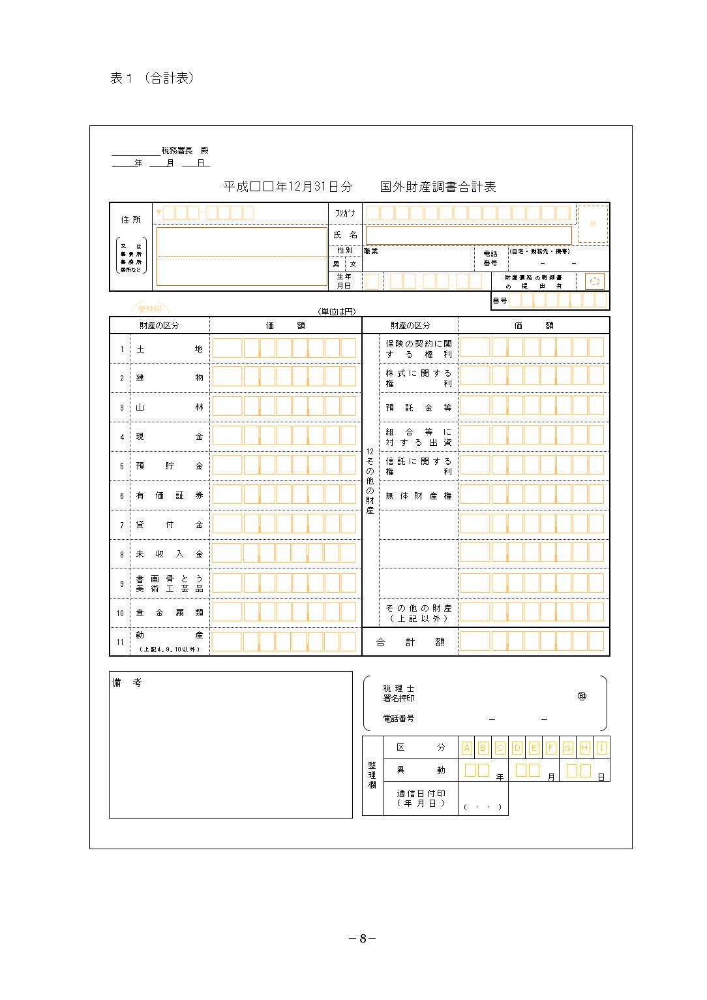 表１ （合計表）
税務署長 殿
年 月 日
平成□□年12月31日分 国外財産調書合計表
住所
又は
事業所
事務所
居所など
〒
ﾌﾘｶﾞﾅ
氏名
性別
男 女
職業
電話
番号
(自宅・勤務先・携帯)
－ －
生年
月日
財産債務の明細書
の提出有
番号
受付印
(単位は円)
財産の区分 価額 財産の区分 価額
1 土地
2 建物
3 山林
4 現金
5 預貯金
6 有価証券
7 貸付金
8 未収入金
9 書画骨とう
美術工芸品
10 貴金属類
11 動産
(上記4、9、10以外)
12その他の財産
保険の契約に関
する権利
株式に関する
権利
預託金等
組合等に
対する出資
信託に関する
権利
無体財産権
その他の財産
(上記以外)
合計額
備考
税理士
署名押印
㊞
電話番号 － －
整理欄
区分 A B C D E F G H I
異動 年 月 日
通信日付印
(年月日)
( ・ ・ )
－8－